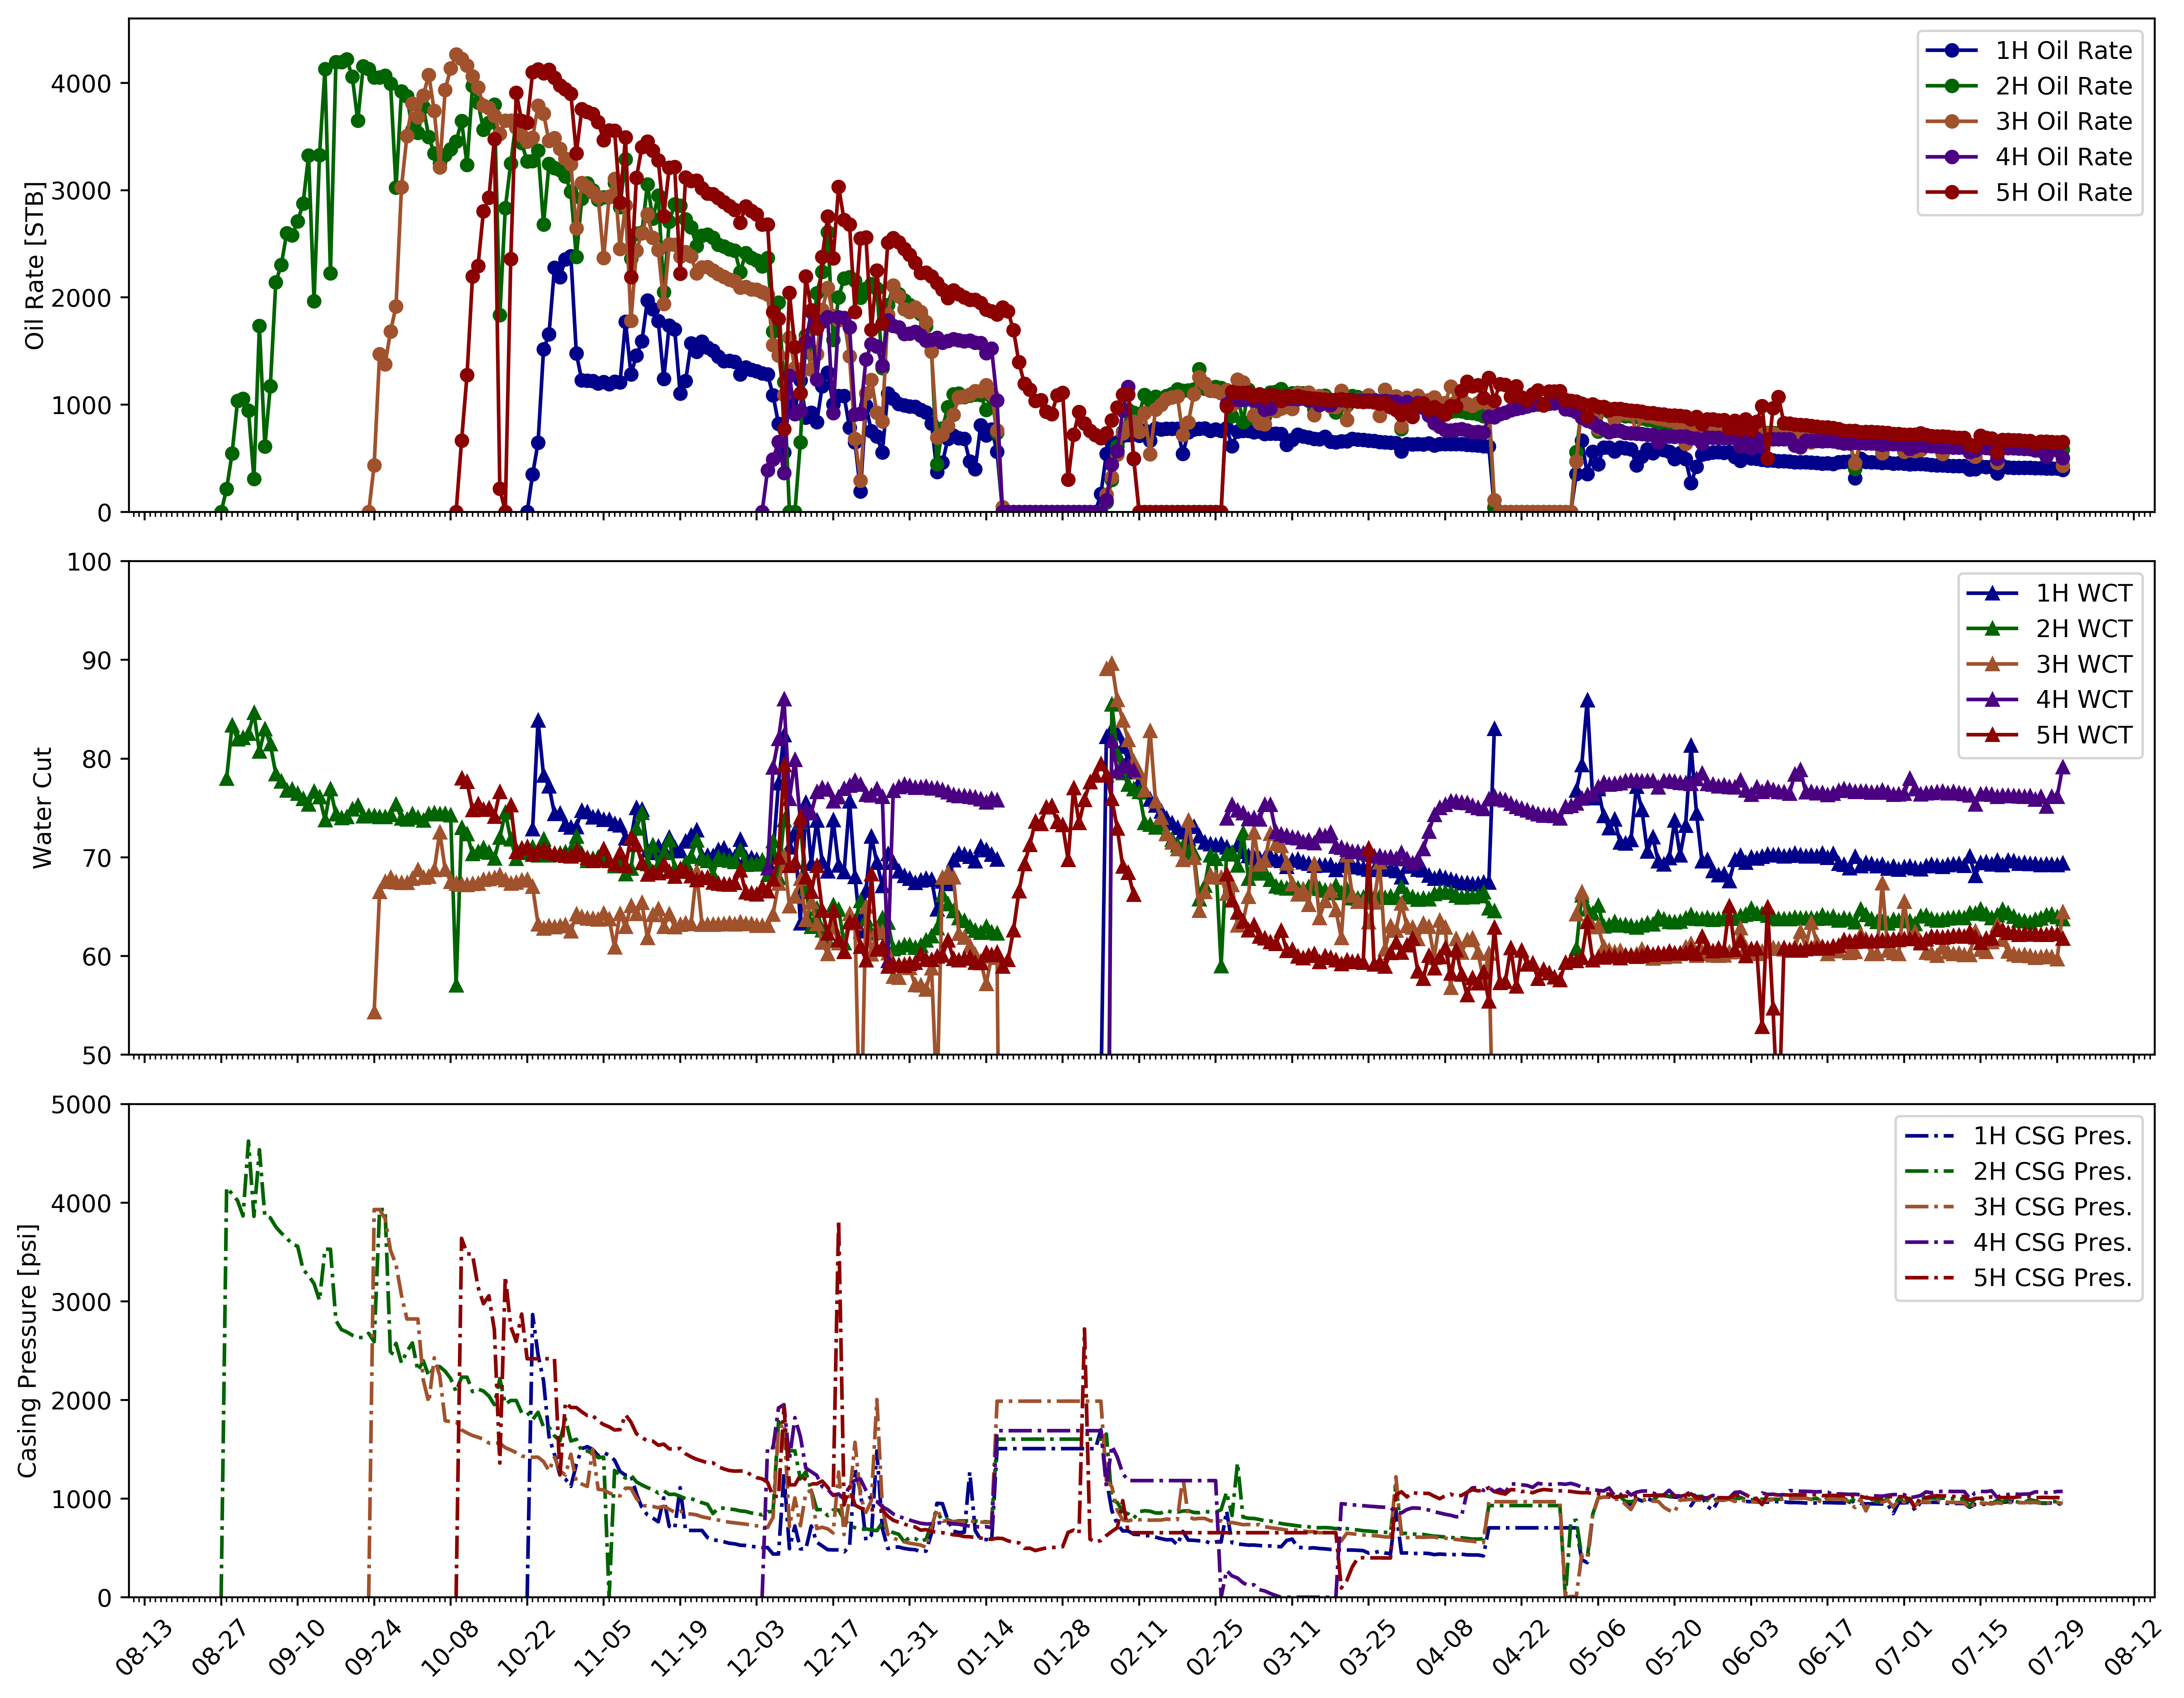 Oil Rate [STB]
4000
3000
2000
1000
0
1H Oil Rate
2H Oil Rate
3H Oil Rate
4H Oil Rate
5H Oil Rate
Water Cut
100
90
80
70
60
50
1H WCT
2H WCT
3H WCT
4H WCT
5H WCT
Casing Pressure [psi]
5000
4000
3000
2000
1000
0
1H CSG Pres.
2H CSG Pres.
3H CSG Pres.
4H CSG Pres.
5H CSG Pres.
08-13 08-27 09-10 09-24 10-08 10-22 11-05 11-19 12-03 12-17 12-31 01-14 01-28 02-11 02-25 03-11 03-25 04-08 04-22 05-06 05-20 06-03 06-17 07-01 07-15 07-29 08-12